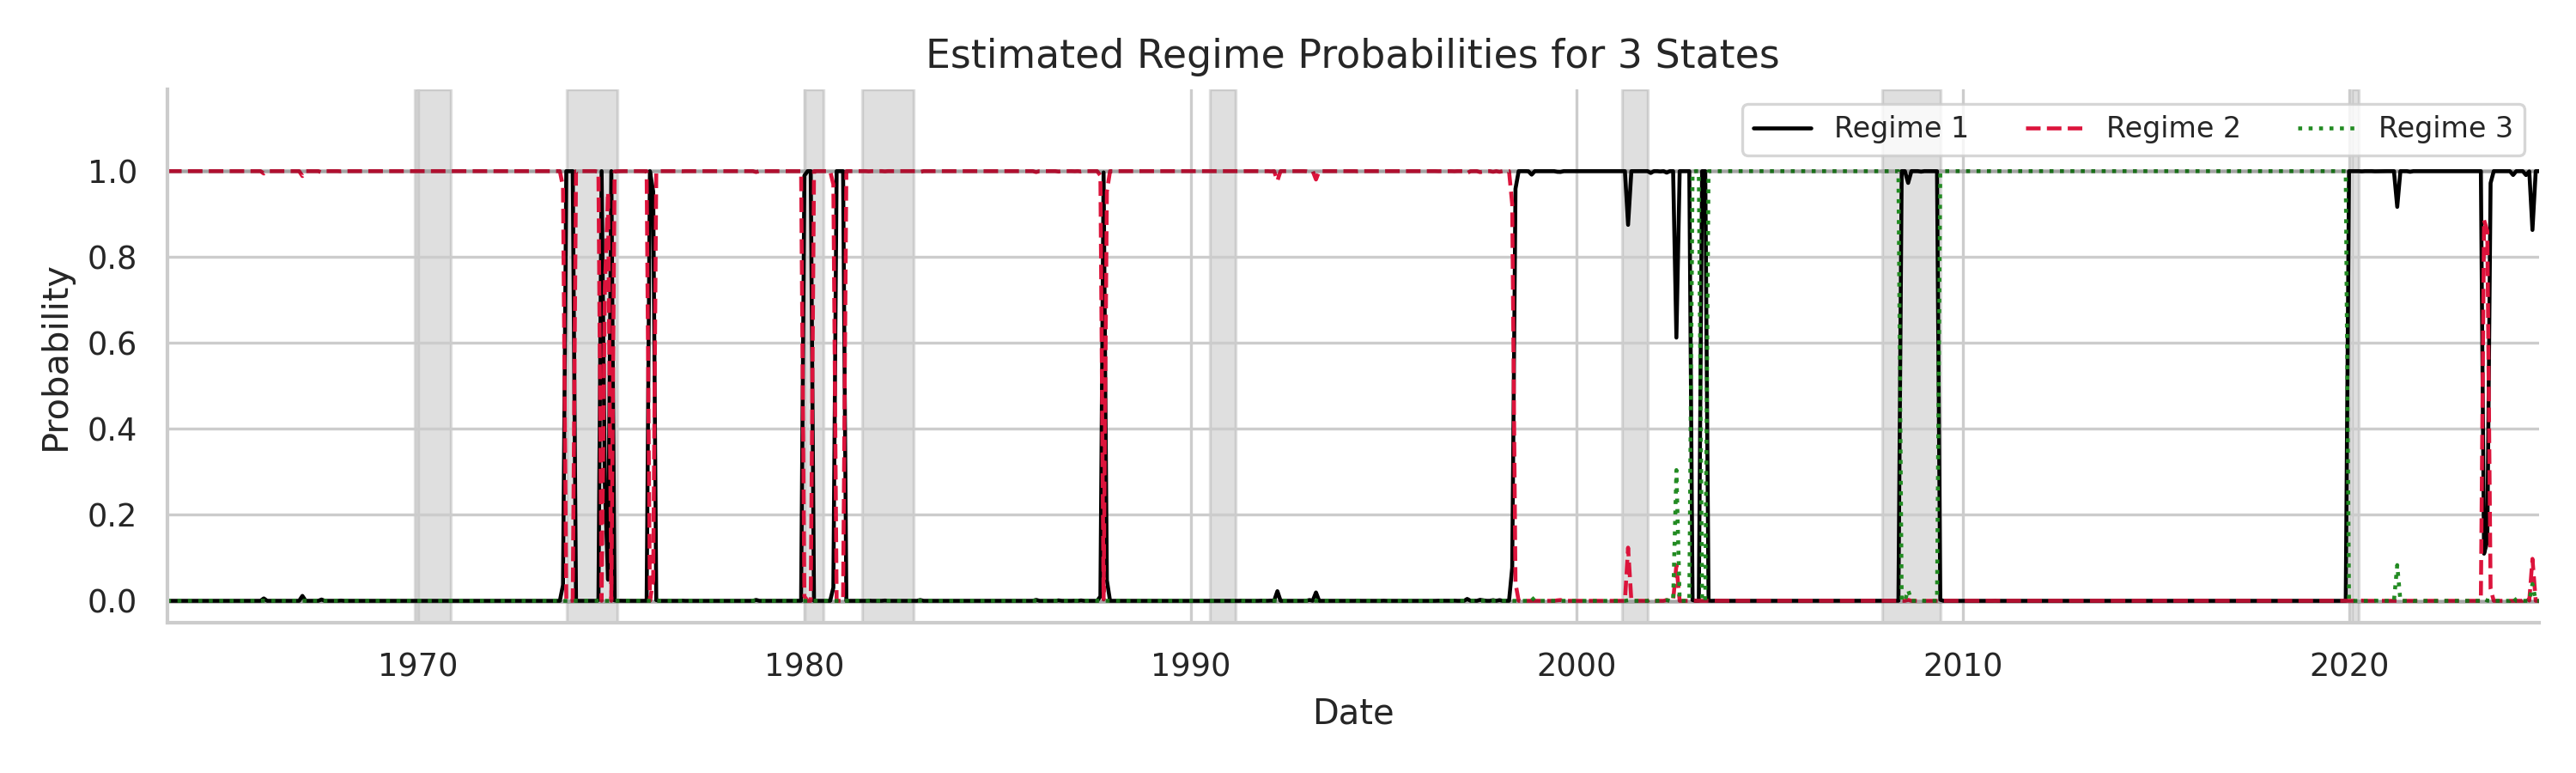 Estimated Regime Probabilities for 3 States
Regime 1 Regime 2 Regime 3
Probability
1.0
0.8
0.6
0.4
0.2
0.0
1970 1980 1990 2000 2010 2020
Date